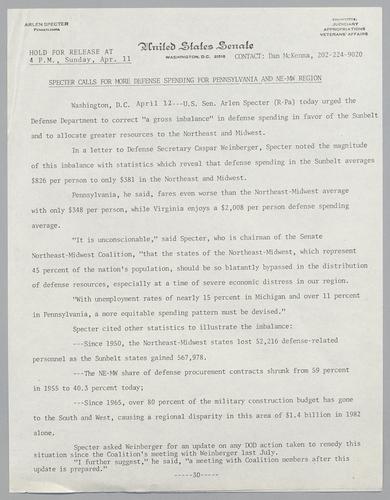 ARLEN SPECTER
PENNSYLVANIA
COMMITTEES:
JUDICIARY
APPROPRIATIONS
VETERANS' AFFAIRS
United States Senate
WASHINGTON, D.C. 20510
HOLD FOR RELEASE AT
4 P.M., Sunday, Apr. 11
CONTACT: Dan McKenna, 202-224-9020
SPECTER CALLS FOR MORE DEFENSE SPENDING FOR PENNSYLVANIA AND NE-MW REGION
Washington, D.C. April 12---U.S. Sen. Arlen Specter (R-Pa) today urged the
Defense Department to correct "a gross imbalance" in defense spending in favor of the Sunbelt
and to allocate greater resources to the Northeast and Midwest.
In a letter to Defense Secretary Caspar Weinberger, Specter noted the magnitude
of this imbalance with statistics which reveal that defense spending in the Sunbelt averages
$826 per person to only $381 in the Northeast and Midwest.
Pennsylvania, he said, fares even worse than the Northeast-Midwest average
with only $348 per person, while Virginia enjoys a $2,008 per person defense spending
average.
"It is unconscionable," said Specter, who is chairman of the Senate
Northeast-Midwest Coalition, "that the states of the Northeast-Midwest, which represent
45 percent of the nation's population, should be so blatantly bypassed in the distribution
of defense resources, especially at a time of severe economic distress in our region.
"With unemployment rates of nearly 15 percent in Michigan and over 11 percent
in Pennsylvania, a more equitable spending pattern must be devised."
Specter cited other statistics to illustrate the imbalance:
---Since 1950, the Northeast-Midwest states lost 52,216 defense-related
personnel as the Sunbelt states gained 567,978.
---The NE-MW share of defense procurement contracts shrunk from 59 percent
in 1955 to 40.3 percent today;
---Since 1965, over 80 percent of the military construction budget has gone
to the South and West, causing a regional disparity in this area of $1.4 billion in 1982
alone.
Specter asked Weinberger for an update on any DOD action taken to remedy this
situation since the Coalition's meeting with Weinberger last July.
"I further suggest," he said, "a meeting with Coalition members after this
update is prepared."
-----30-----